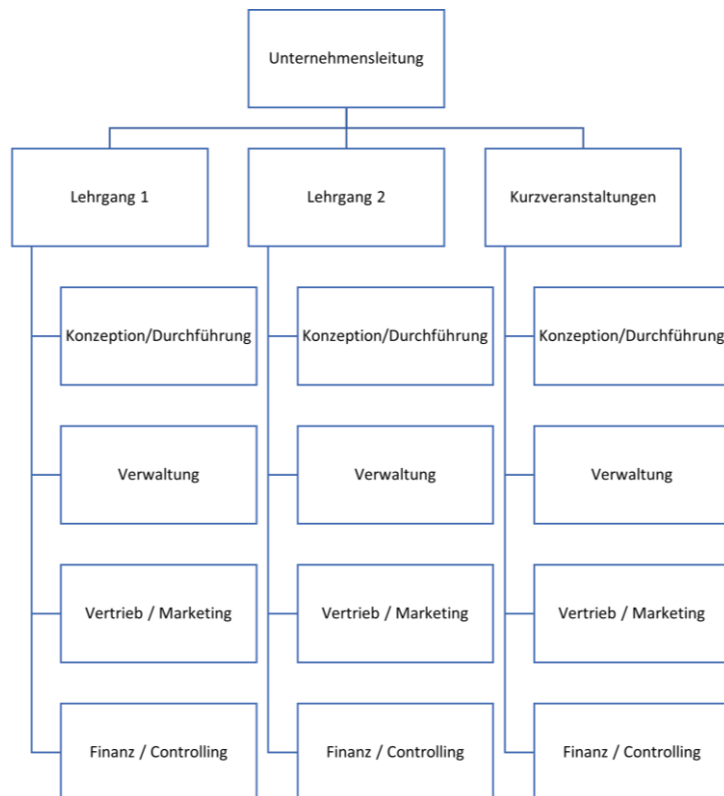 Unternehmensleitung
Lehrgang 1
Lehrgang 2
Kurzveranstaltungen
Konzeption/Durchführung
Konzeption/Durchführung
Konzeption/Durchführung
Verwaltung
Verwaltung
Verwaltung
Vertrieb / Marketing
Vertrieb / Marketing
Vertrieb / Marketing
Finanz / Controlling
Finanz / Controlling
Finanz / Controlling